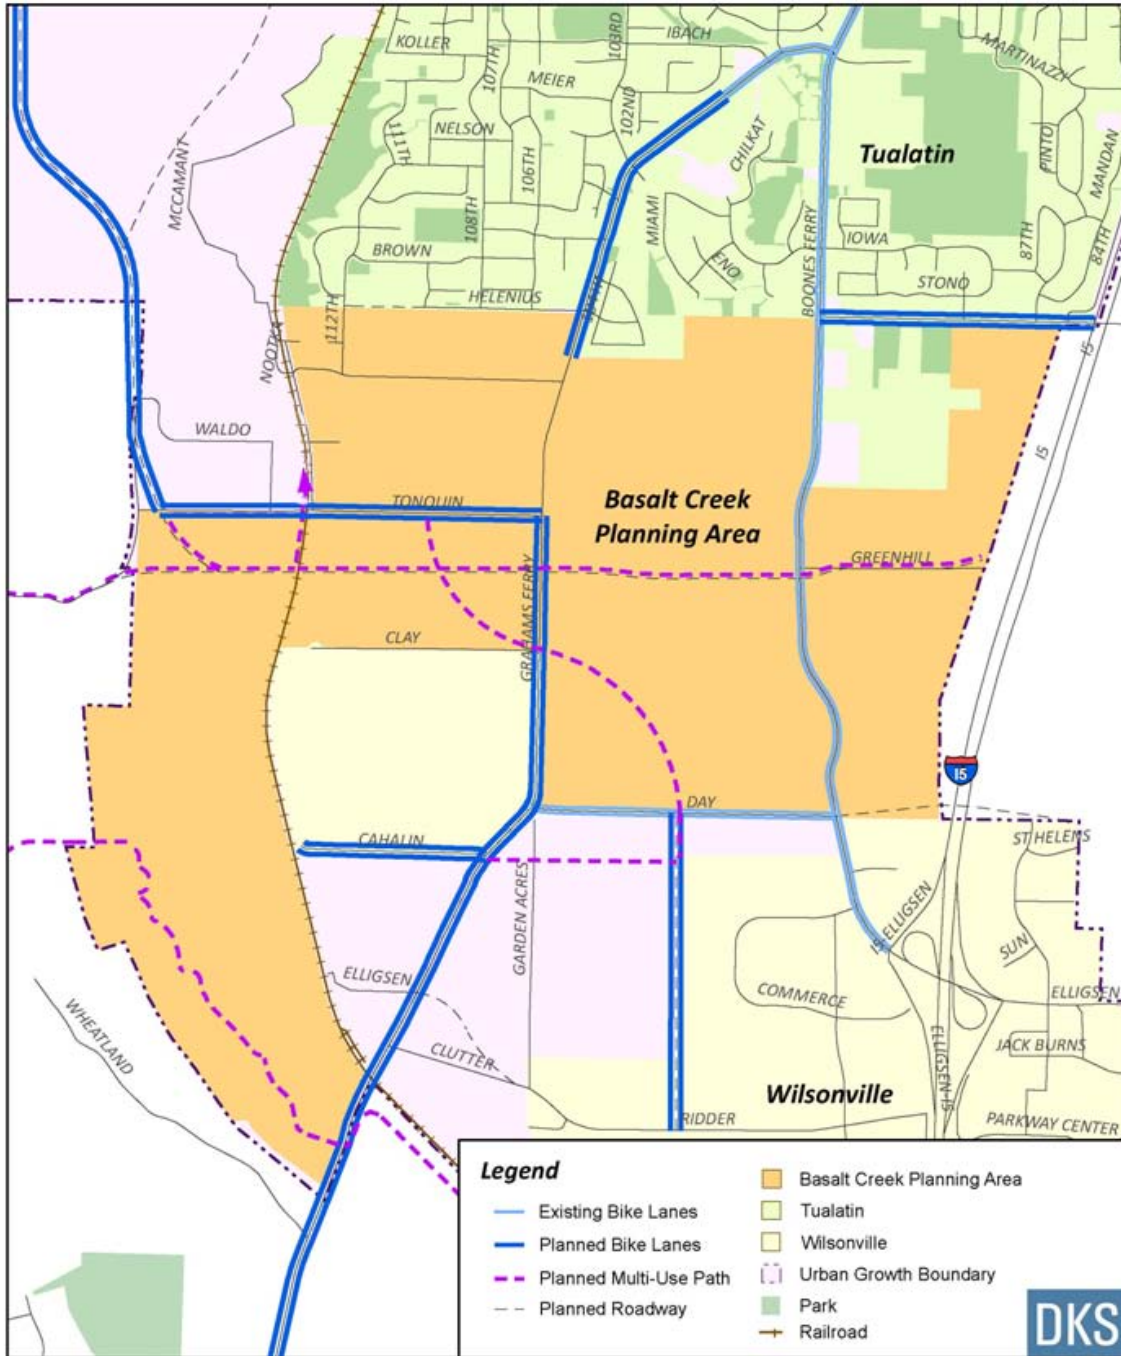 KOLLER
107TH
103RD
IBACH
MARTINAZZI
MEIER
102ND
NELSON
111TH
106TH
CHILKAT
Tualatin
PINTO
MANDAN
MCCAMANT
108TH
MIAMI
BOONES FERRY
IOWA
87TH
84TH
BROWN
ENO
STONO
HELENIUS
112TH
NOOTKA
I5
I5
WALDO
TONQUIN
Basalt Creek
Planning Area
GREENHILL
GRAHAMS FERRY
CLAY
I5
DAY
CAHALIN
ST HELENS
GARDEN ACRES
I5-ELLIGSEN
SUN
ELLIGSEN
COMMERCE
ELLIGSEN
WHEATLAND
CLUTTER
ELLIGSEN-I5
JACK BURNS
Wilsonville
RIDDER
PARKWAY CENTER
Legend
Existing Bike Lanes
Planned Bike Lanes
Planned Multi-Use Path
Planned Roadway
Basalt Creek Planning Area
Tualatin
Wilsonville
Urban Growth Boundary
Park
Railroad
DKS